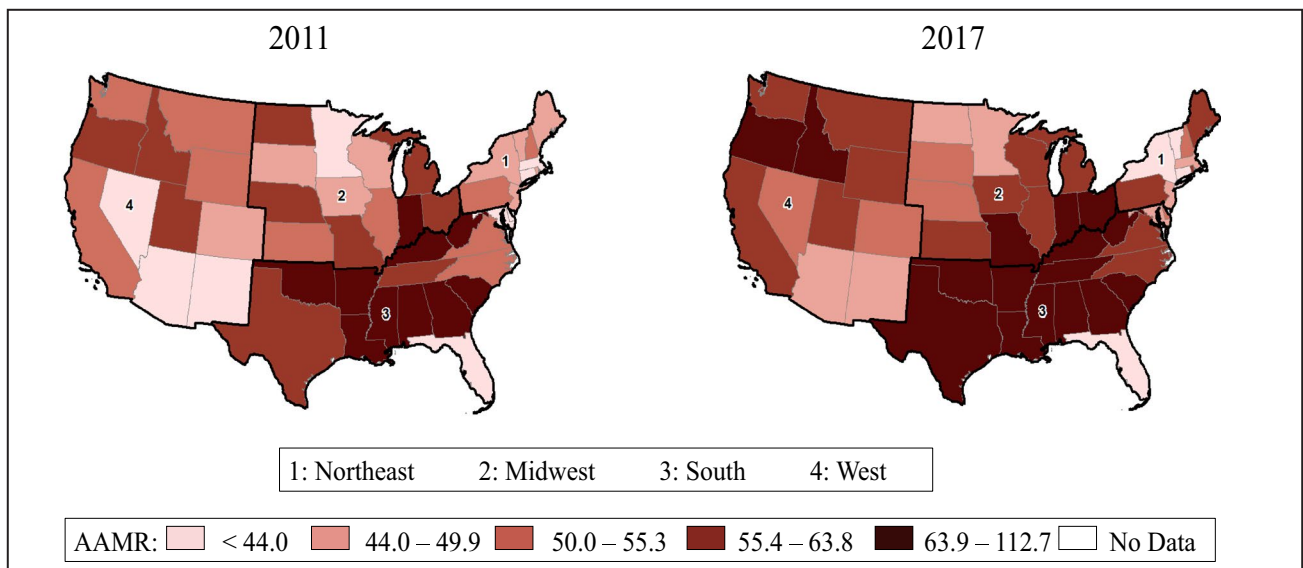 2011 2017
1 1
4 2 4 2
3 3
1: Northeast 2: Midwest 3: South 4: West
AAMR: < 44.0 44.0 – 49.9 50.0 – 55.3 55.4 – 63.8 63.9 – 112.7 No Data